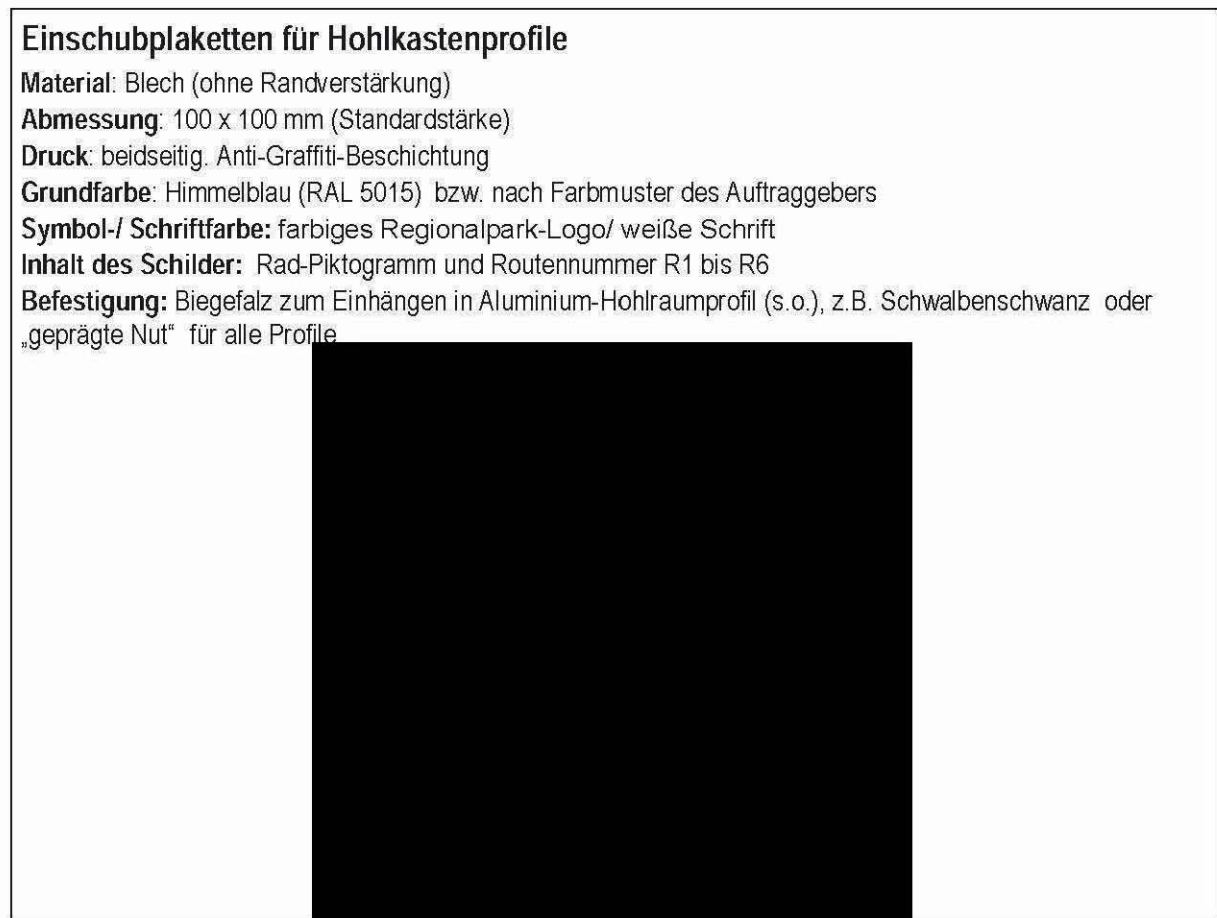 Einschubplaketten für Hohlkastenprofile
Material: Blech (ohne Randverstärkung)
Abmessung: 100 x 100 mm (Standardstärke)
Druck: beidseitig. Anti-Graffiti-Beschichtung
Grundfarbe: Himmelblau (RAL 5015) bzw. nach Farbmuster des Auftraggebers
Symbol-/ Schriftfarbe: farbiges Regionalpark-Logo/ weiße Schrift
Inhalt des Schilder: Rad-Piktogramm und Routennummer R1 bis R6
Befestigung: Biegefalz zum Einhängen in Aluminium-Hohlraumprofil (s.o.), z.B. Schwalbenschwanz oder
„geprägte Nut“ für alle Profile